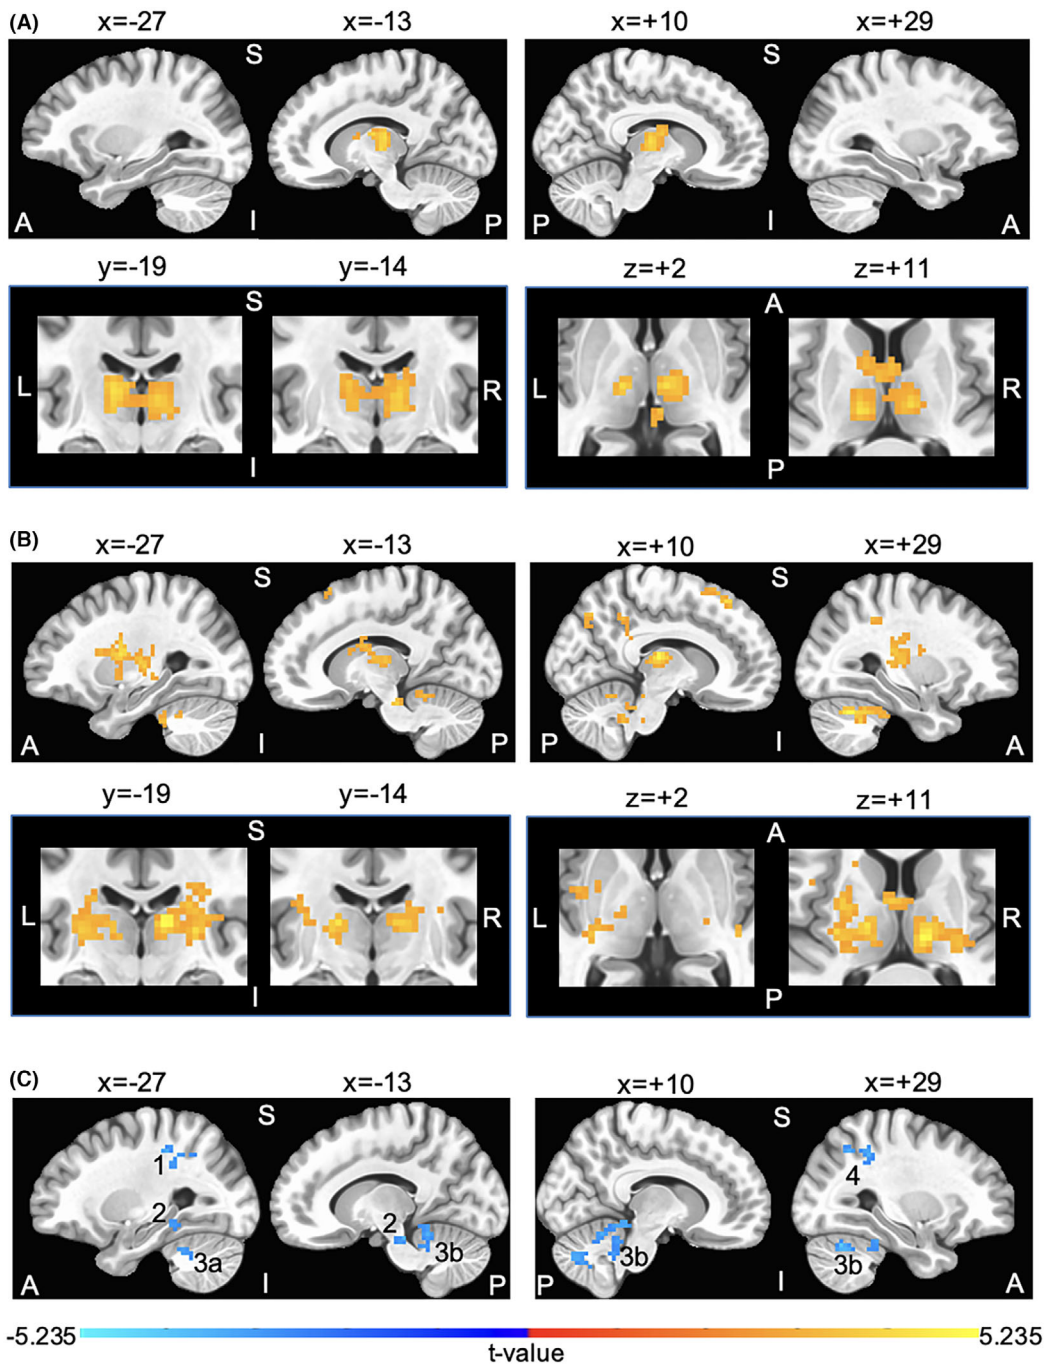 (A)
x=-27 x=-13 x=+10 x=+29
S S
A I P P I A
y=-19 y=-14 z=+2 z=+11
S A
L R L R
I P
(B)
x=-27 x=-13 x=+10 x=+29
S S
A I P P I A
y=-19 y=-14 z=+2 z=+11
S A
L R L R
I P
(C)
x=-27 x=-13 x=+10 x=+29
S S
1 4
2 2
3a 3b 3b 3b
A I P P I A
-5.235 5.235
t-value